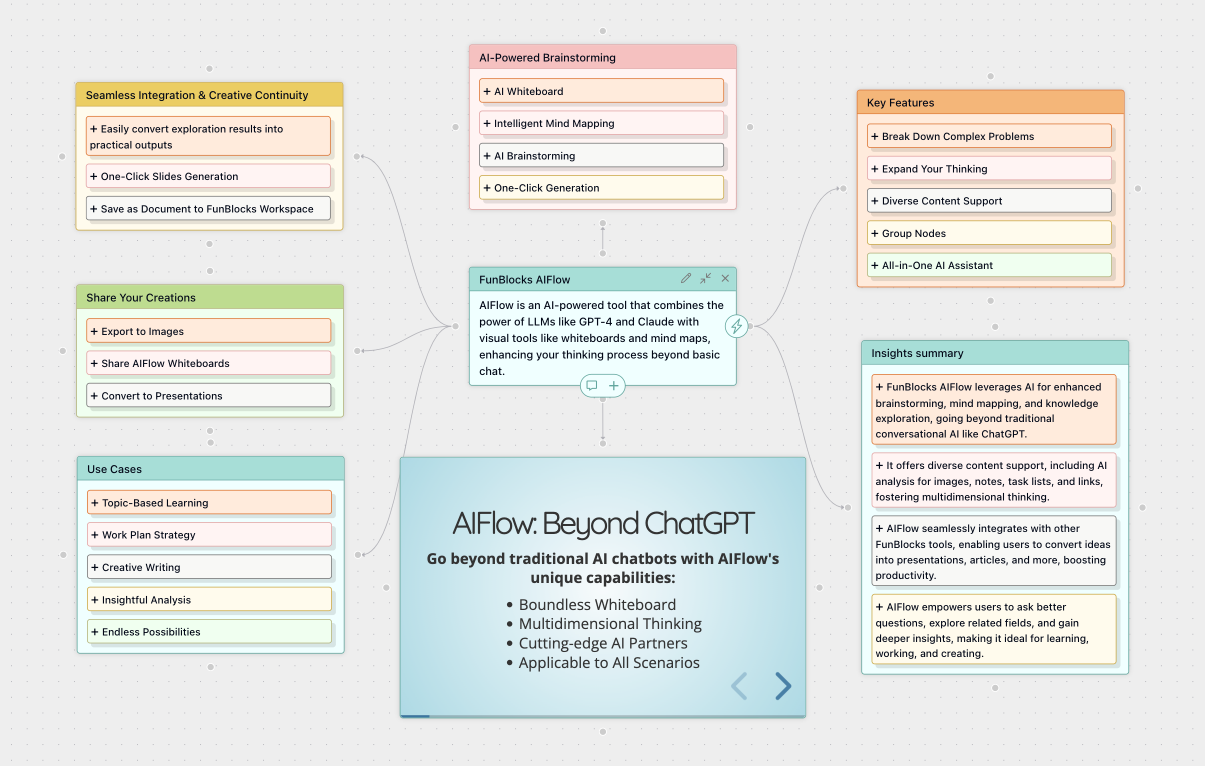 Seamless Integration & Creative Continuity
+ Easily convert exploration results into
practical outputs
+ One-Click Slides Generation
+ Save as Document to FunBlocks Workspace
Share Your Creations
+ Export to Images
+ Share AIFlow Whiteboards
+ Convert to Presentations
Use Cases
+ Topic-Based Learning
+ Work Plan Strategy
+ Creative Writing
+ Insightful Analysis
+ Endless Possibilities
AI-Powered Brainstorming
+ AI Whiteboard
+ Intelligent Mind Mapping
+ AI Brainstorming
+ One-Click Generation
FunBlocks AIFlow
AIFlow is an AI-powered tool that combines the
power of LLMs like GPT-4 and Claude with
visual tools like whiteboards and mind maps,
enhancing your thinking process beyond basic
chat.
AIFlow: Beyond ChatGPT
Go beyond traditional AI chatbots with AIFlow's
unique capabilities:
• Boundless Whiteboard
• Multidimensional Thinking
• Cutting-edge AI Partners
• Applicable to All Scenarios
Key Features
+ Break Down Complex Problems
+ Expand Your Thinking
+ Diverse Content Support
+ Group Nodes
+ All-in-One AI Assistant
Insights summary
+ FunBlocks AIFlow leverages AI for enhanced
brainstorming, mind mapping, and knowledge
exploration, going beyond traditional
conversational AI like ChatGPT.
+ It offers diverse content support, including AI
analysis for images, notes, task lists, and links,
fostering multidimensional thinking.
+ AIFlow seamlessly integrates with other
FunBlocks tools, enabling users to convert ideas
into presentations, articles, and more, boosting
productivity.
+ AIFlow empowers users to ask better
questions, explore related fields, and gain
deeper insights, making it ideal for learning,
working, and creating.